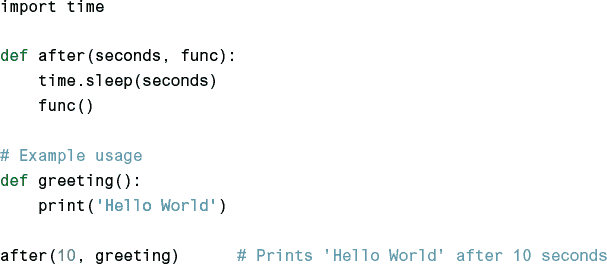 import time

def after(seconds, func):
    time.sleep(seconds)
    func()

# Example usage
def greeting():
    print('Hello World')

after(10, greeting)      # Prints 'Hello World' after 10 seconds